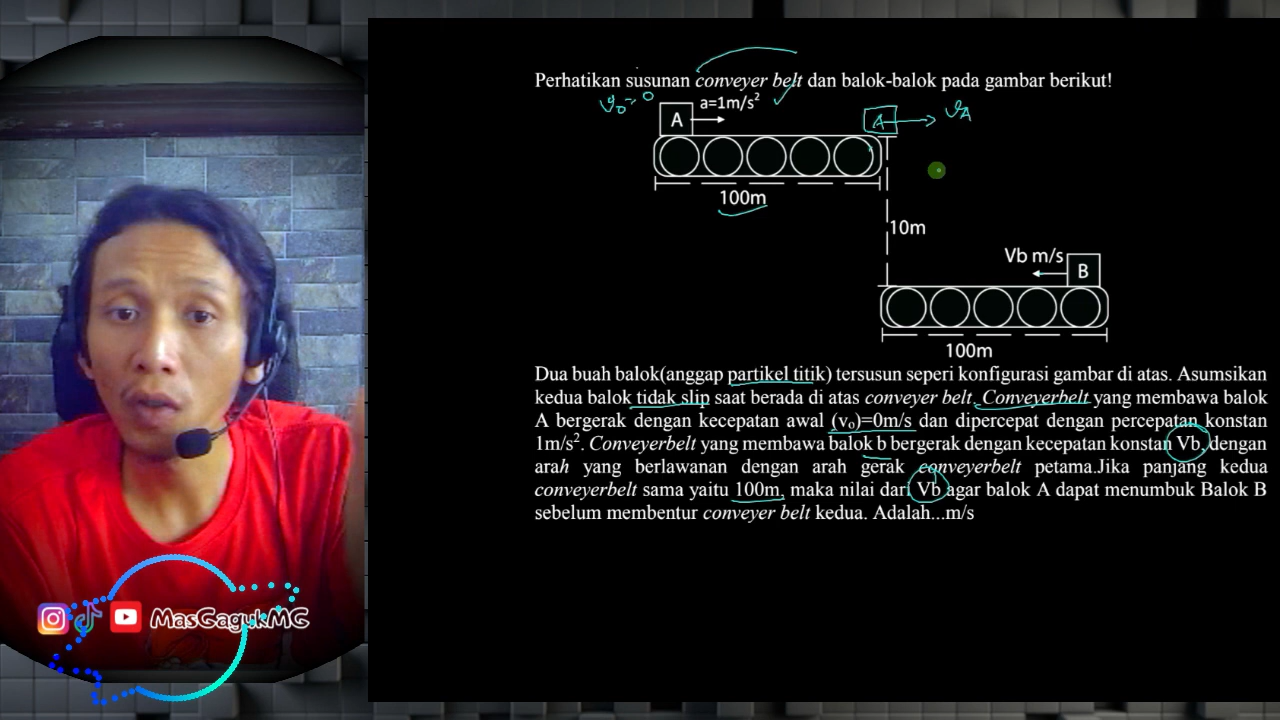 Perhatikan susunan conveyer belt dan balok-balok pada gambar berikut!
v₀=0
a=1m/s²
A
A
vA
100m
10m
Vb m/s
B
100m
Dua buah balok(anggap partikel titik) tersusun seperi konfigurasi gambar di atas. Asumsikan
kedua balok tidak slip saat berada di atas conveyer belt. Conveyerbelt yang membawa balok
A bergerak dengan kecepatan awal (vₒ)=0m/s dan dipercepat dengan percepatan konstan
1m/s². Conveyerbelt yang membawa balok b bergerak dengan kecepatan konstan Vb, dengan
arah yang berlawanan dengan arah gerak conveyerbelt petama.Jika panjang kedua
conveyerbelt sama yaitu 100m, maka nilai dari Vb agar balok A dapat menumbuk Balok B
sebelum membentur conveyer belt kedua. Adalah...m/s
MasGagukMG